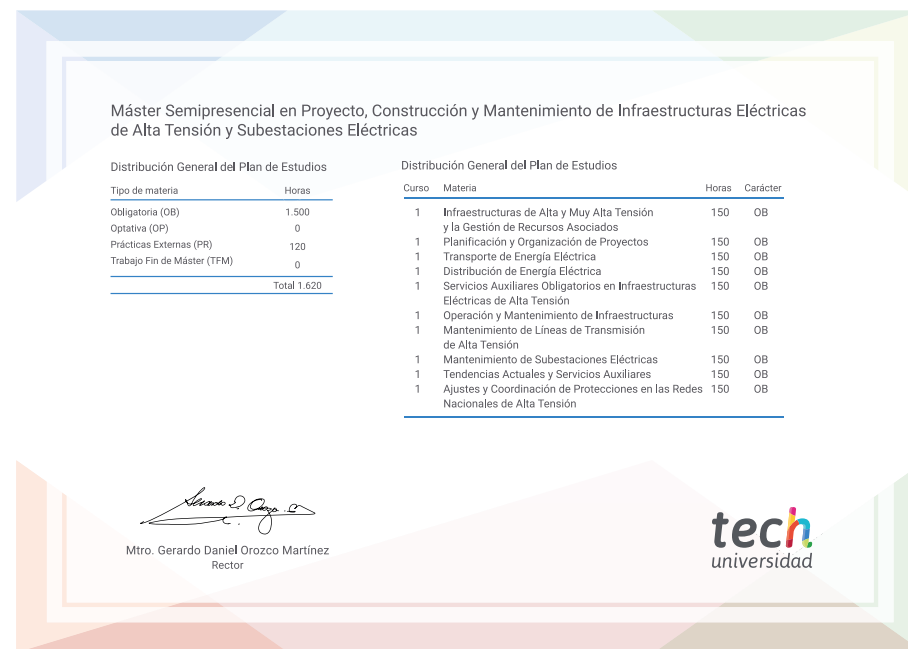 Máster Semipresencial en Proyecto, Construcción y Mantenimiento de Infraestructuras Eléctricas
de Alta Tensión y Subestaciones Eléctricas
Distribución General del Plan de Estudios
Tipo de materia Horas
Obligatoria (OB) 1.500
Optativa (OP) 0
Prácticas Externas (PR) 120
Trabajo Fin de Máster (TFM) 0
Total 1.620
Distribución General del Plan de Estudios
Curso Materia Horas Carácter
1 Infraestructuras de Alta y Muy Alta Tensión 150 OB
y la Gestión de Recursos Asociados
1 Planificación y Organización de Proyectos 150 OB
1 Transporte de Energía Eléctrica 150 OB
1 Distribución de Energía Eléctrica 150 OB
1 Servicios Auxiliares Obligatorios en Infraestructuras 150 OB
Eléctricas de Alta Tensión
1 Operación y Mantenimiento de Infraestructuras 150 OB
1 Mantenimiento de Líneas de Transmisión 150 OB
de Alta Tensión
1 Mantenimiento de Subestaciones Eléctricas 150 OB
1 Tendencias Actuales y Servicios Auxiliares 150 OB
1 Ajustes y Coordinación de Protecciones en las Redes 150 OB
Nacionales de Alta Tensión
Mtro. Gerardo Daniel Orozco Martínez
Rector
tech
universidad